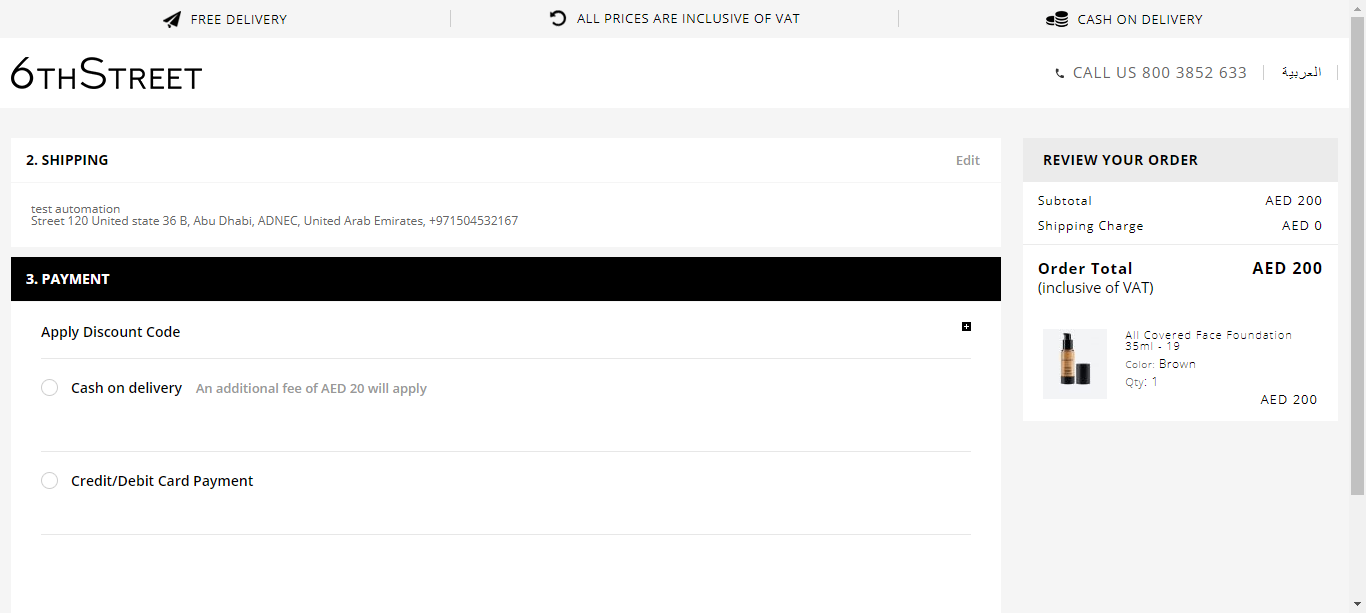 FREE DELIVERY
ALL PRICES ARE INCLUSIVE OF VAT
CASH ON DELIVERY
6THSTREET
CALL US 800 3852 633
العربية
2. SHIPPING
Edit
test automation
Street 120 United state 36 B, Abu Dhabi, ADNEC, United Arab Emirates, +971504532167
3. PAYMENT
Apply Discount Code
Cash on delivery An additional fee of AED 20 will apply
Credit/Debit Card Payment
REVIEW YOUR ORDER
Subtotal AED 200
Shipping Charge AED 0
Order Total AED 200
(inclusive of VAT)
All Covered Face Foundation
35ml - 19
Color: Brown
Qty: 1
AED 200